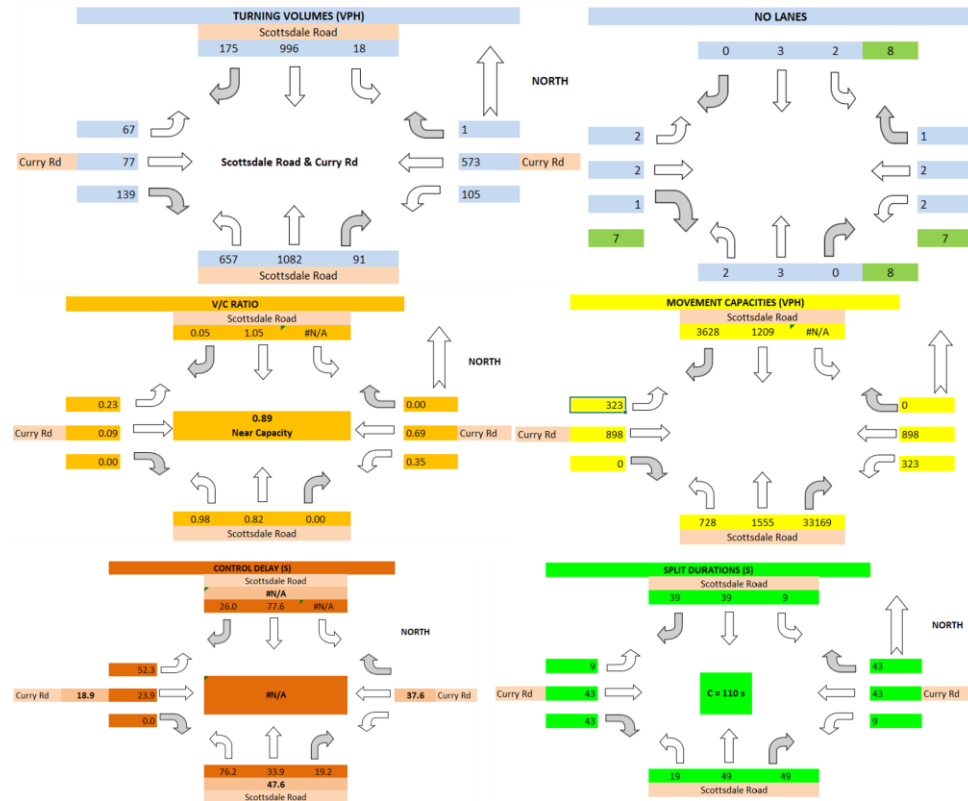 TURNING VOLUMES (VPH)
Scottsdale Road
175 996 18
NORTH
67
1
Curry Rd 77 Scottsdale Road & Curry Rd 573 Curry Rd
139
105
657 1082 91
Scottsdale Road
NO LANES
0 3 2 8
2
1
2
2
1
2
7
7
2 3 0 8
V/C RATIO
Scottsdale Road
0.05 1.05 #N/A
NORTH
0.23
0.00
Curry Rd 0.09 0.89 0.69 Curry Rd
Near Capacity
0.00
0.35
0.98 0.82 0.00
Scottsdale Road
MOVEMENT CAPACITIES (VPH)
Scottsdale Road
3628 1209 #N/A
323
0
Curry Rd 898 898
0
323
728 1555 33169
Scottsdale Road
CONTROL DELAY (S)
Scottsdale Road
#N/A
26.0 77.6 #N/A
NORTH
52.3
Curry Rd 18.9 23.9 #N/A 37.6 Curry Rd
0.0
76.2 33.9 19.2
47.6
Scottsdale Road
SPLIT DURATIONS (S)
Scottsdale Road
39 39 9
NORTH
9
43
Curry Rd 43 C = 110 s 43 Curry Rd
43
9
19 49 49
Scottsdale Road